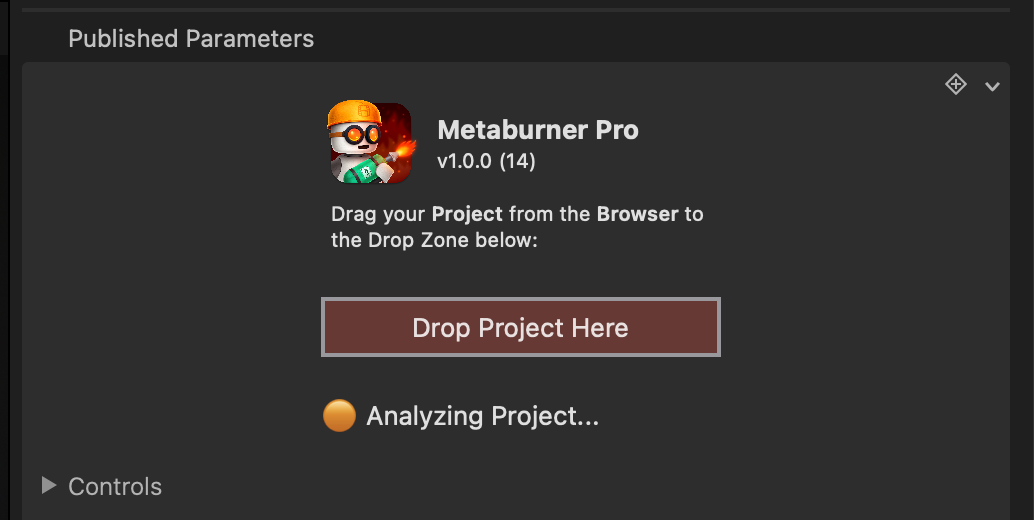 Published Parameters
Metaburner Pro
v1.0.0 (14)
Drag your Project from the Browser to
the Drop Zone below:
Drop Project Here
Analyzing Project...
Controls